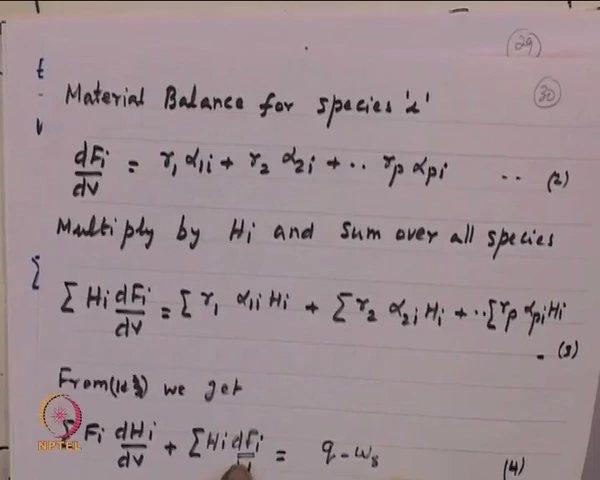 29
30
Material Balance for species 'i'
dFi/dv = r1 α1i + r2 α2i + ·· rp αpi ·· (2)
Multiply by Hi and sum over all species
∑ Hi dFi/dv = ∑ r1 α1i Hi + ∑ r2 α2i Hi + ·· ∑ rp αpi Hi
- (3)
From (1&3) we get
∑ Fi dHi/dv + ∑ Hi dFi = q - ws (4)
NPTEL